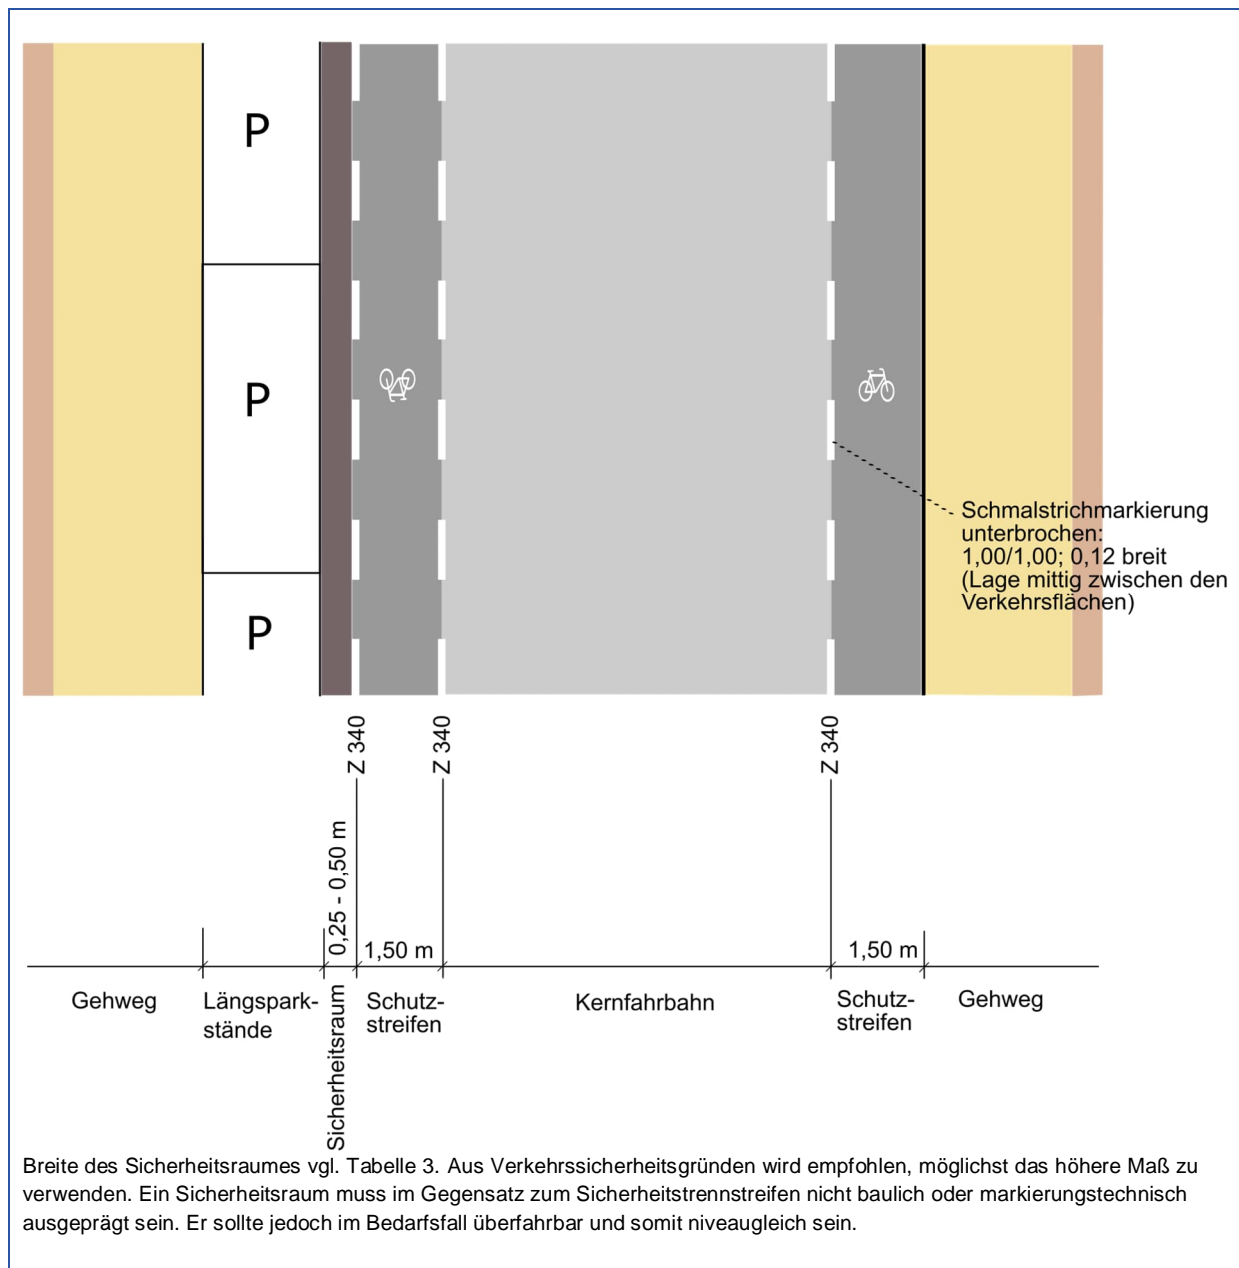 P
P
P
Schmalstrichmarkierung
unterbrochen:
1,00/1,00; 0,12 breit
(Lage mittig zwischen den
Verkehrsflächen)
Z 340
Z 340
Z 340
0,25 - 0,50 m
1,50 m
1,50 m
Gehweg
Längspark-
stände
Sicherheitsraum
Schutz-
streifen
Kernfahrbahn
Schutz-
streifen
Gehweg
Breite des Sicherheitsraumes vgl. Tabelle 3. Aus Verkehrssicherheitsgründen wird empfohlen, möglichst das höhere Maß zu
verwenden. Ein Sicherheitsraum muss im Gegensatz zum Sicherheitstrennstreifen nicht baulich oder markierungstechnisch
ausgeprägt sein. Er sollte jedoch im Bedarfsfall überfahrbar und somit niveaugleich sein.